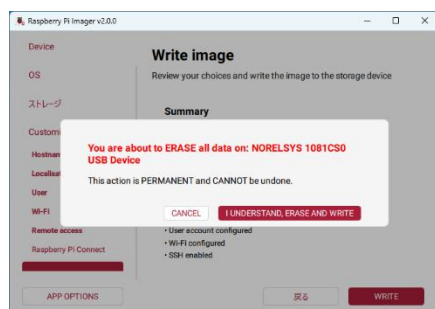 Raspberry Pi Imager v2.0.0
Device
OS
ストレージ
Customi
Hostnam
Localisat
User
Wi-Fi
Remote access
Raspberry Pi Connect
APP OPTIONS
Write image
Review your choices and write the image to the storage device
Summary
You are about to ERASE all data on: NORELSYS 1081CS0
USB Device
This action is PERMANENT and CANNOT be undone.
CANCEL
I UNDERSTAND, ERASE AND WRITE
• User account configured
• Wi-Fi configured
• SSH enabled
戻る
WRITE